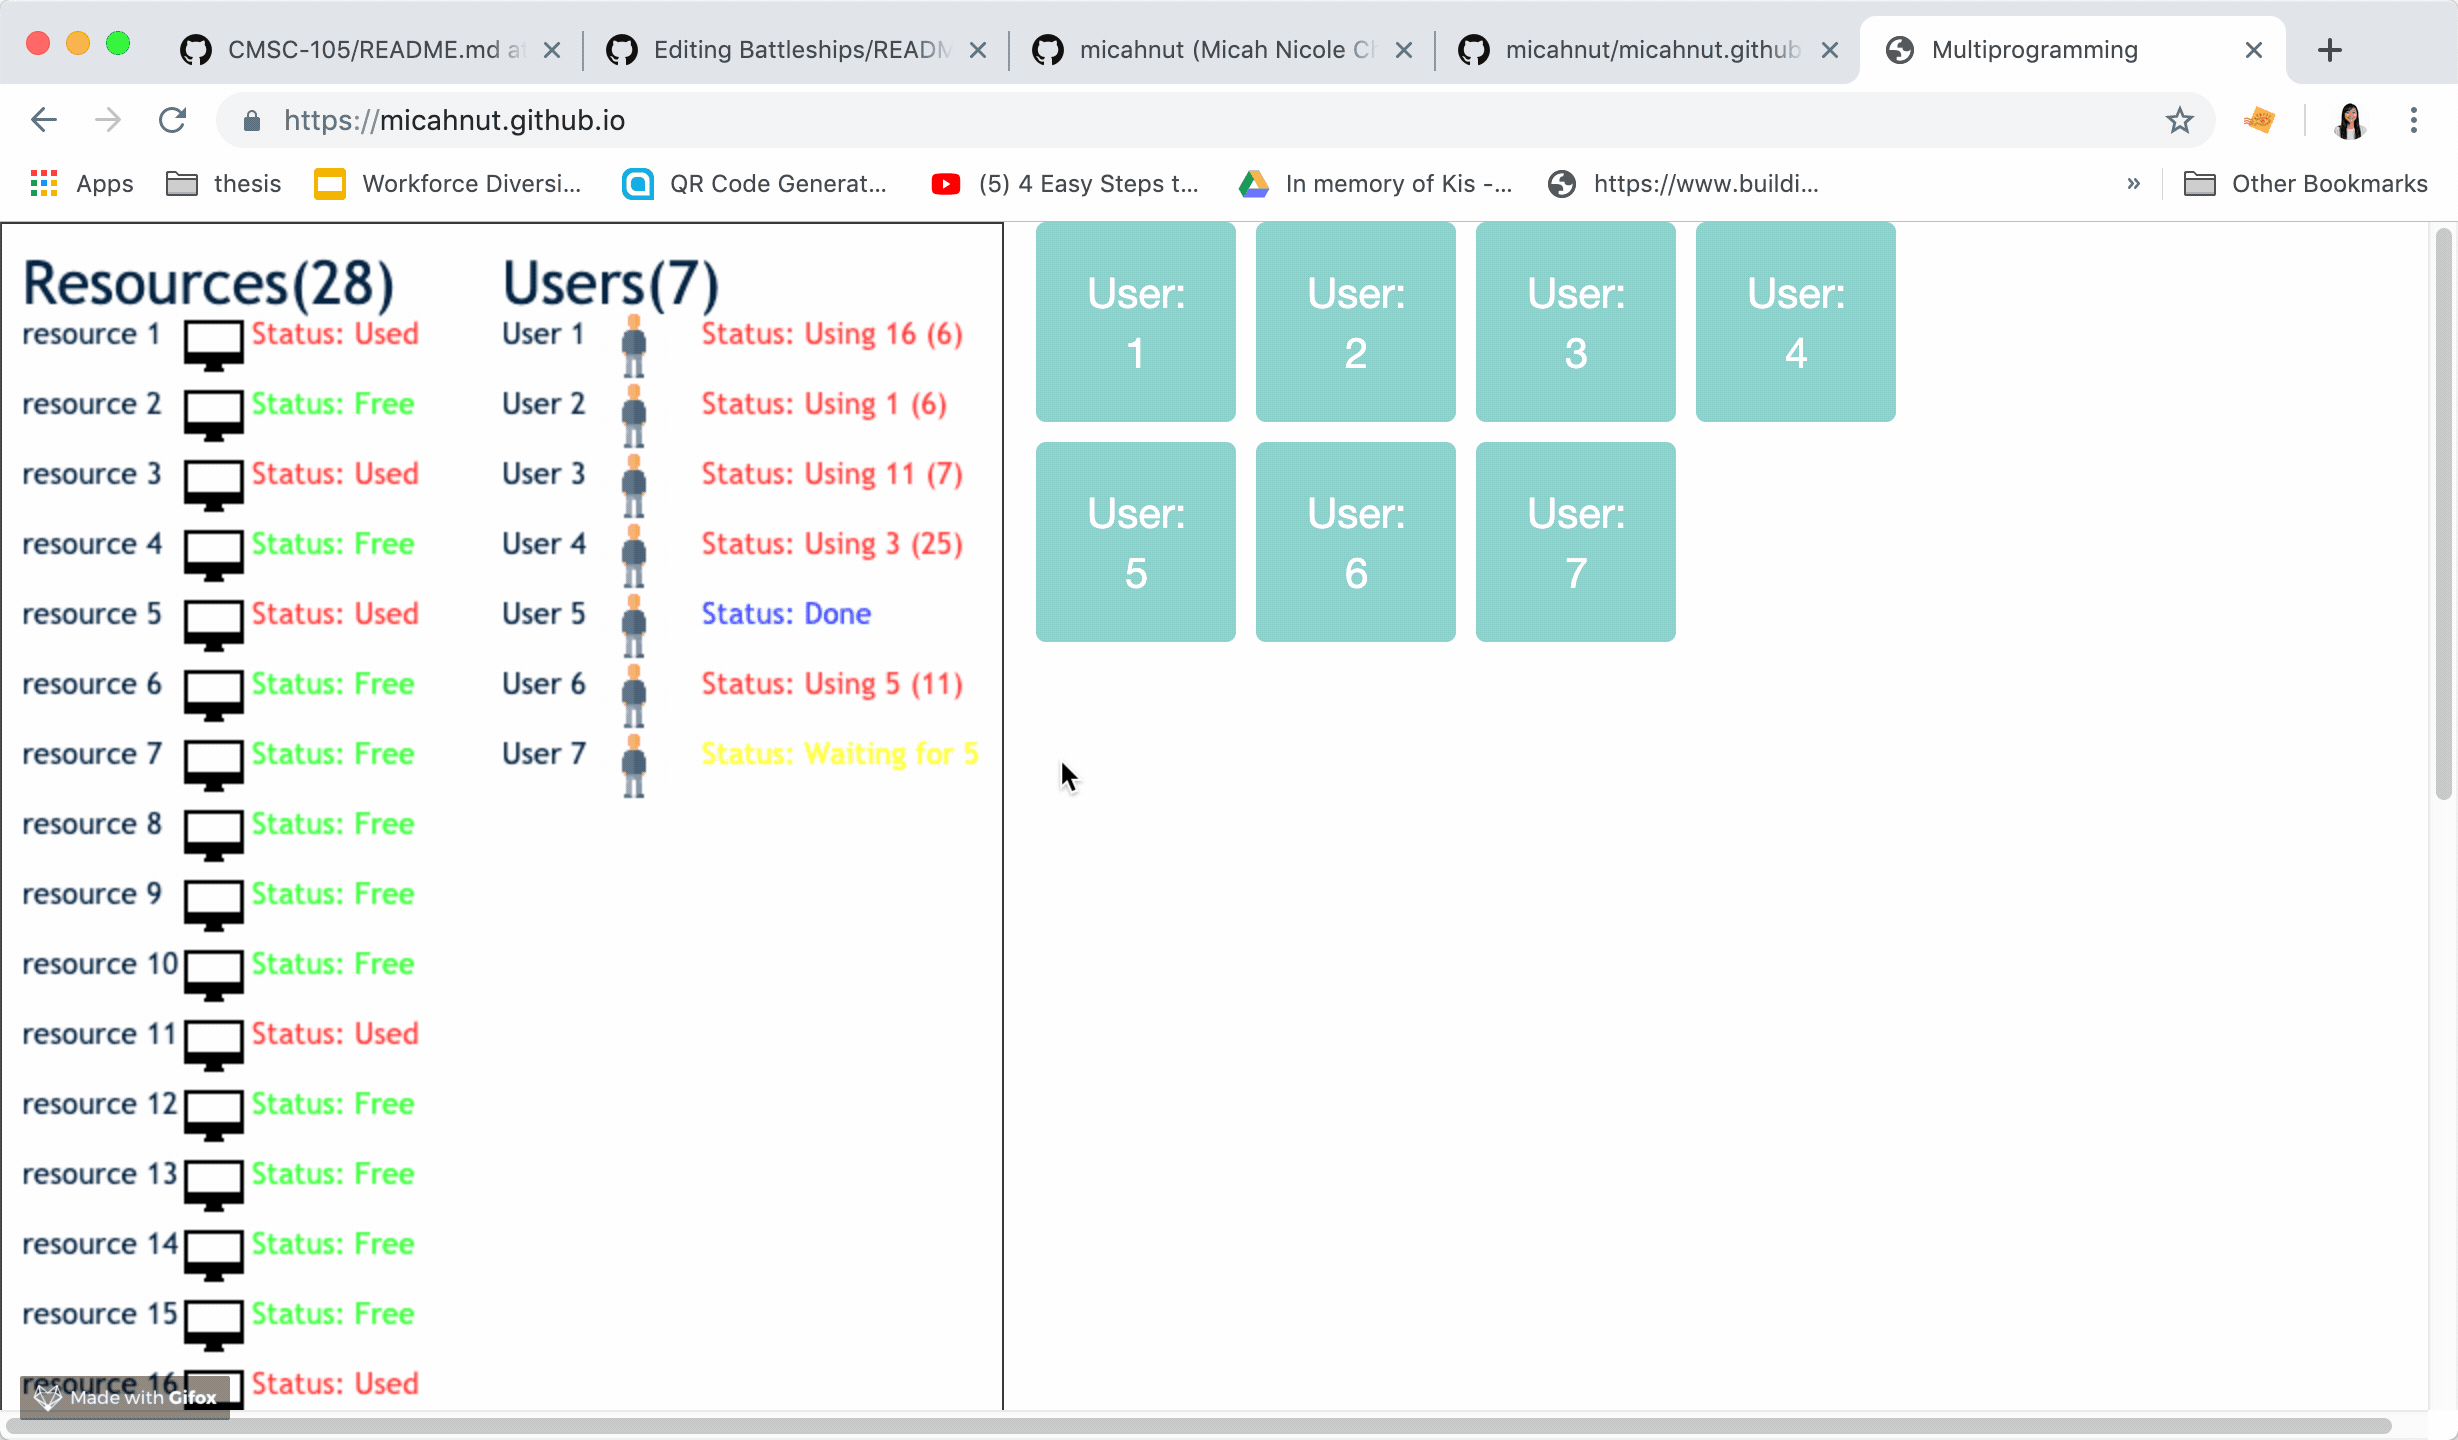 CMSC-105/README.md at
Editing Battleships/READM
micahnut (Micah Nicole Ch
micahnut/micahnut.github
Multiprogramming
https://micahnut.github.io
Apps
thesis
Workforce Diversi...
QR Code Generat...
(5) 4 Easy Steps t...
In memory of Kis -...
https://www.buildi...
»
Other Bookmarks
Resources(28)
Users(7)
resource 1 Status: Used
resource 2 Status: Free
resource 3 Status: Used
resource 4 Status: Free
resource 5 Status: Used
resource 6 Status: Free
resource 7 Status: Free
resource 8 Status: Free
resource 9 Status: Free
resource 10 Status: Free
resource 11 Status: Used
resource 12 Status: Free
resource 13 Status: Free
resource 14 Status: Free
resource 15 Status: Free
resource 16 Status: Used
User 1 Status: Using 16 (6)
User 2 Status: Using 1 (6)
User 3 Status: Using 11 (7)
User 4 Status: Using 3 (25)
User 5 Status: Done
User 6 Status: Using 5 (11)
User 7 Status: Waiting for 5
User:
1
User:
2
User:
3
User:
4
User:
5
User:
6
User:
7
Made with Gifox